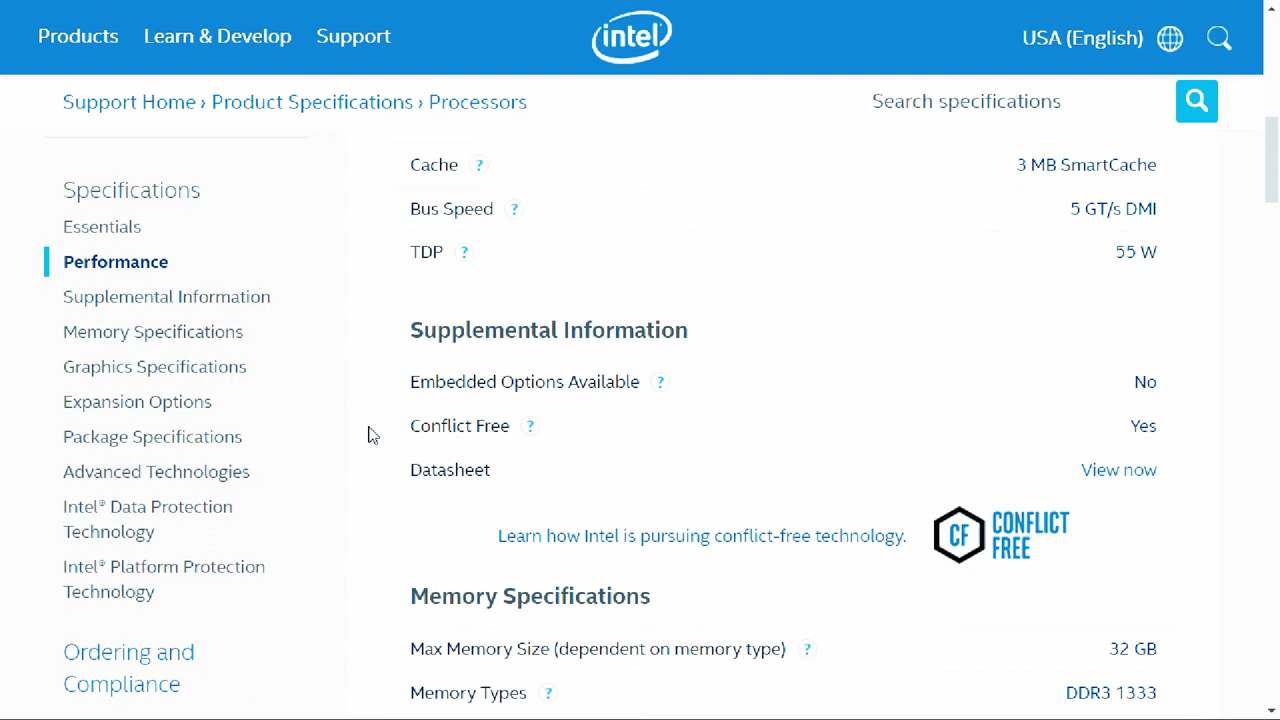 Products Learn & Develop Support intel USA (English)
Support Home › Product Specifications › Processors Search specifications
Specifications
Essentials
Performance
Supplemental Information
Memory Specifications
Graphics Specifications
Expansion Options
Package Specifications
Advanced Technologies
Intel® Data Protection
Technology
Intel® Platform Protection
Technology
Ordering and
Compliance
Cache ? 3 MB SmartCache
Bus Speed ? 5 GT/s DMI
TDP ? 55 W
Supplemental Information
Embedded Options Available ? No
Conflict Free ? Yes
Datasheet View now
Learn how Intel is pursuing conflict-free technology. CF CONFLICT
FREE
Memory Specifications
Max Memory Size (dependent on memory type) ? 32 GB
Memory Types ? DDR3 1333